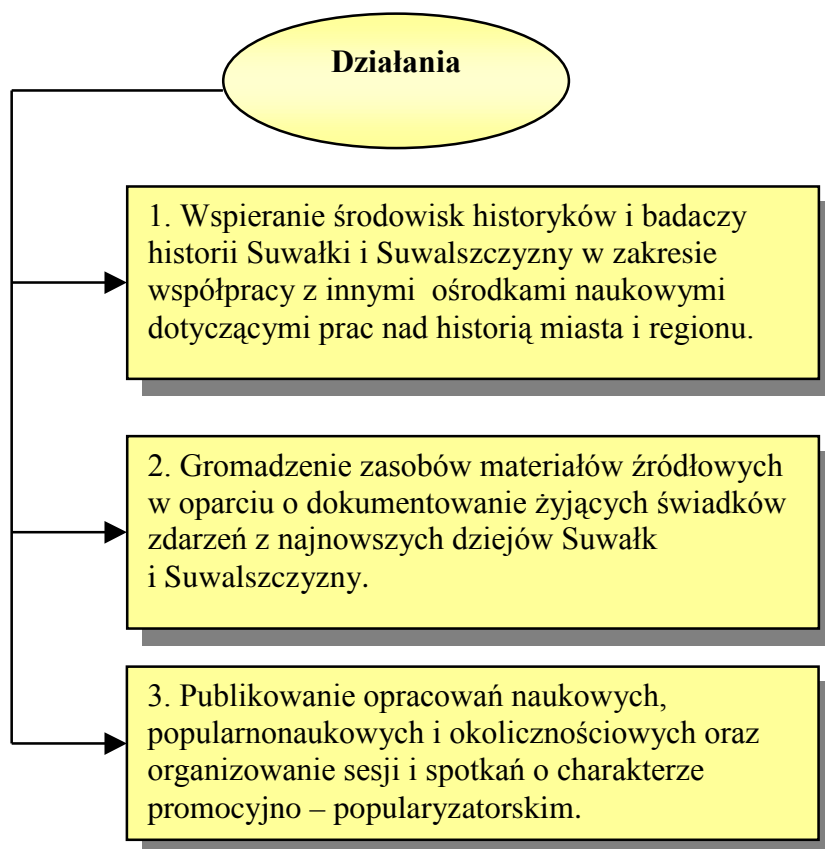 Działania
1. Wspieranie środowisk historyków i badaczy
historii Suwałki i Suwalszczyzny w zakresie
współpracy z innymi  ośrodkami naukowymi
dotyczącymi prac nad historią miasta i regionu.
2. Gromadzenie zasobów materiałów źródłowych
w oparciu o dokumentowanie żyjących świadków
zdarzeń z najnowszych dziejów Suwałk
i Suwalszczyzny.
3. Publikowanie opracowań naukowych,
popularnonaukowych i okolicznościowych oraz
organizowanie sesji i spotkań o charakterze
promocyjno – popularyzatorskim.